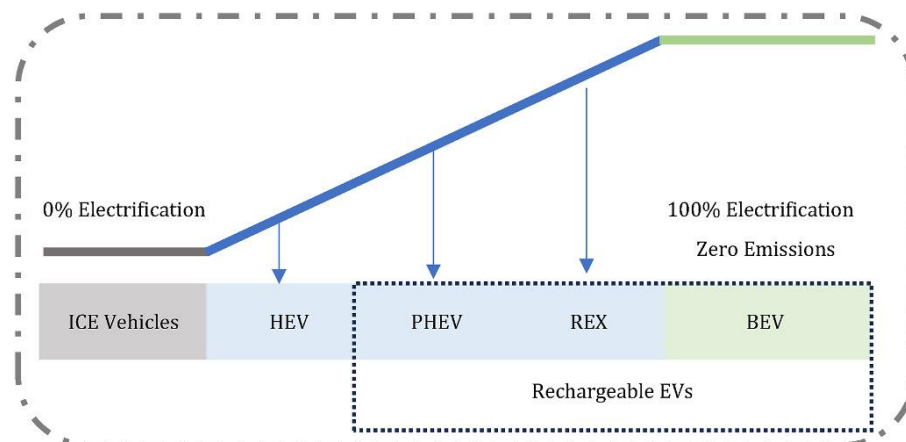 0% Electrification
100% Electrification
Zero Emissions
ICE Vehicles
HEV
PHEV
REX
BEV
Rechargeable EVs